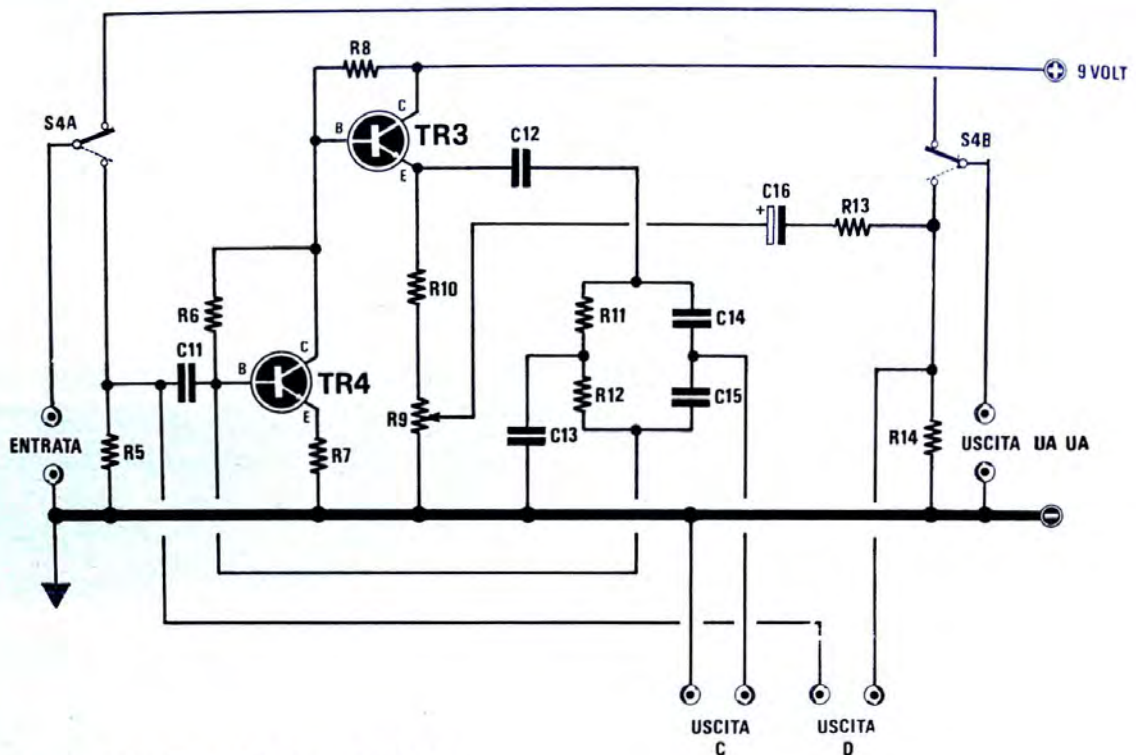 R8
9 VOLT
C
S4A
B
TR3
C12
S4B
E
C16
R13
+
R10
R6
R11
C14
C11
C
B
TR4
R12
C15
E
R9
ENTRATA
R5
R7
C13
R14
USCITA UA UA
USCITA
C
USCITA
D